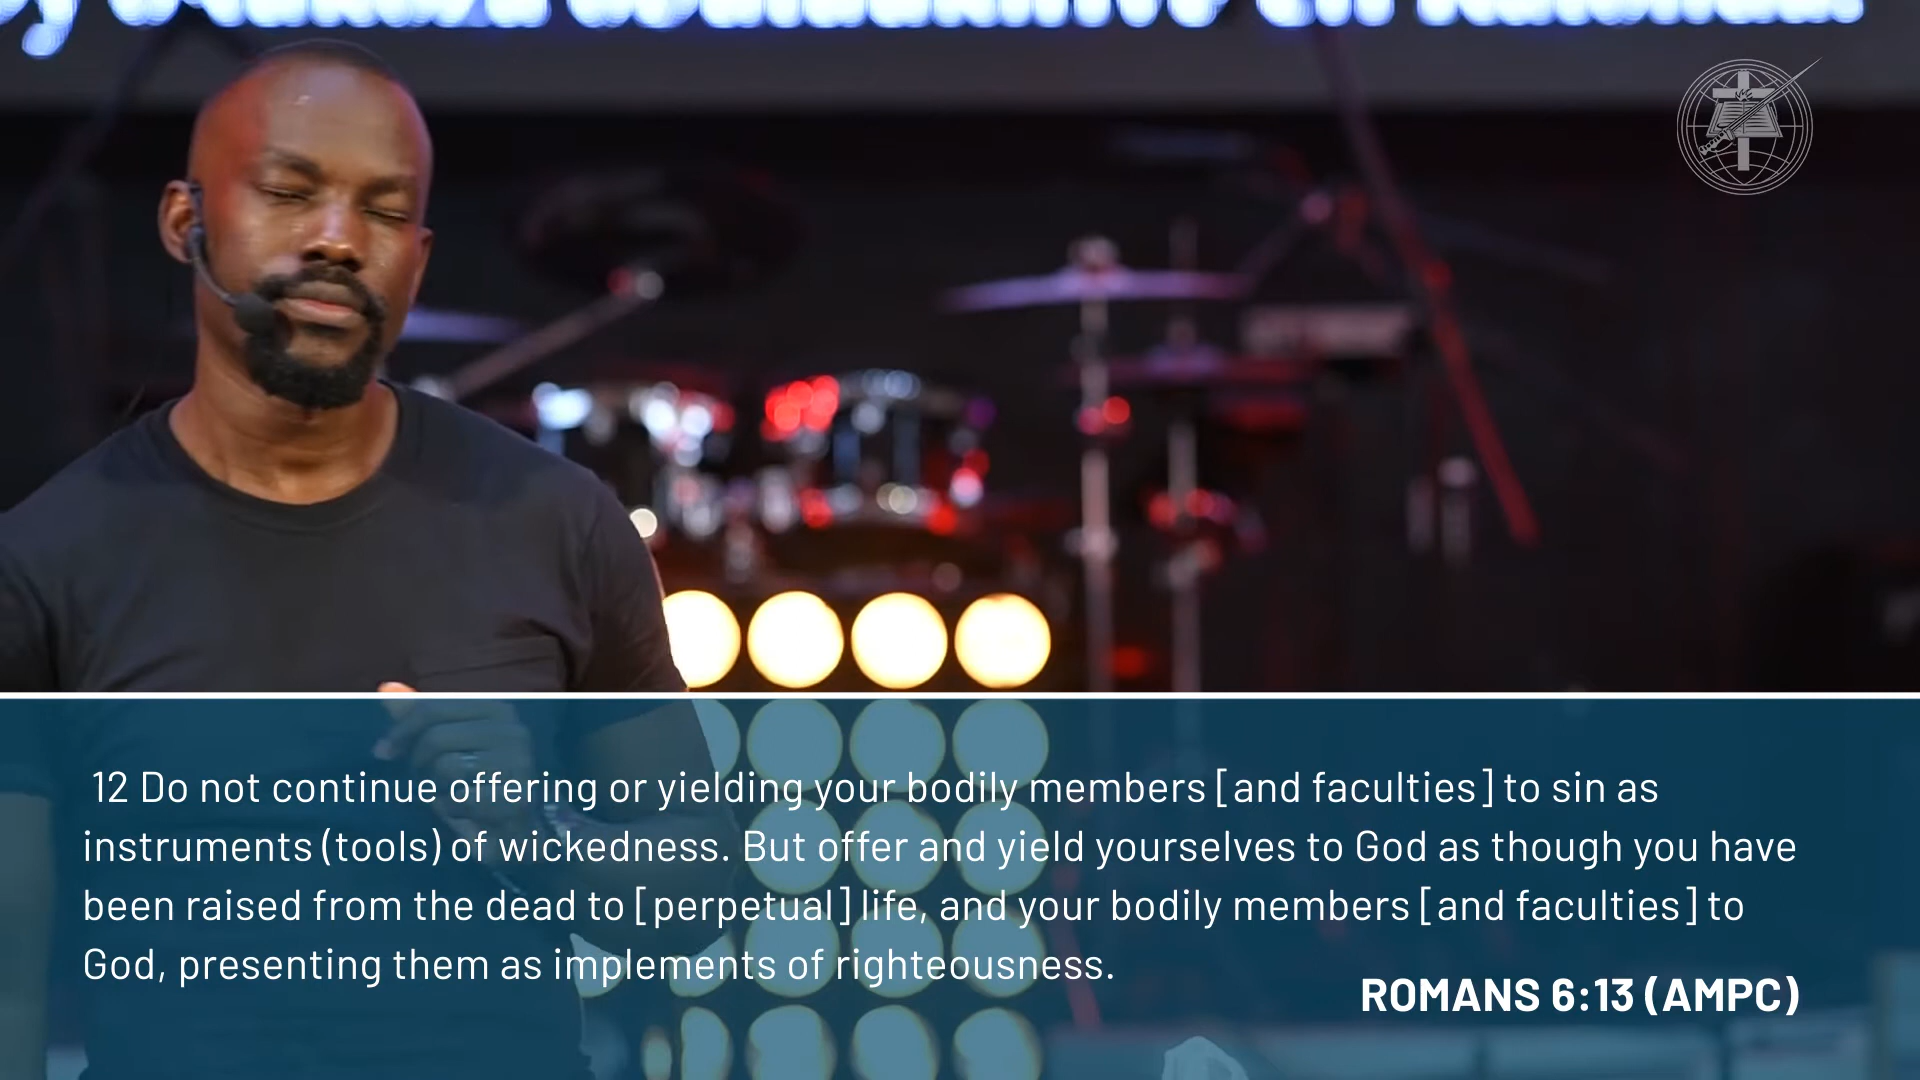 12 Do not continue offering or yielding your bodily members [and faculties] to sin as
instruments (tools) of wickedness. But offer and yield yourselves to God as though you have
been raised from the dead to [perpetual] life, and your bodily members [and faculties] to
God, presenting them as implements of righteousness.
ROMANS 6:13 (AMPC)